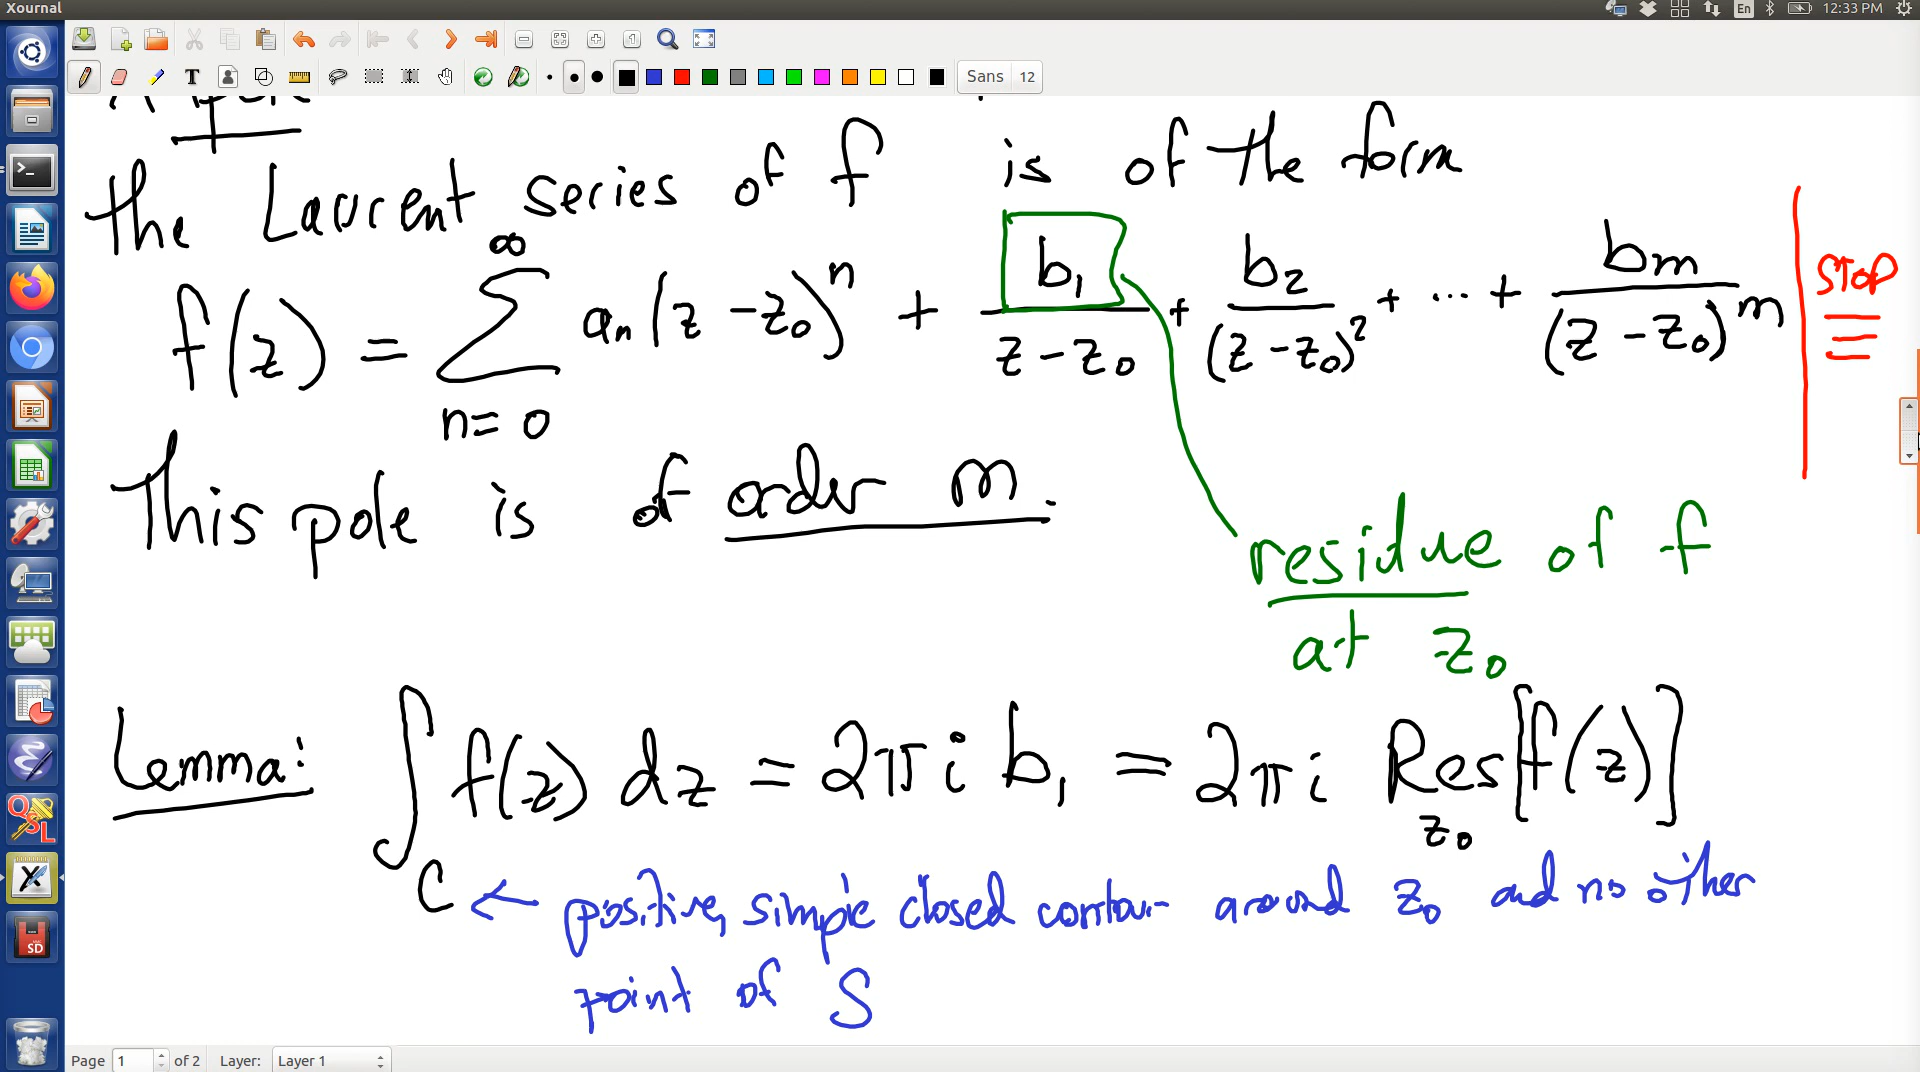 Xournal
En 12:33 PM
T Sans 12
A pole
the Laurent series of f is of the form
f(z) = ∑_{n=0}^{∞} a_n (z - z_0)^n + b_1/(z - z_0) + b_2/(z - z_0)^2 + ... + b_m/(z - z_0)^m STOP
This pole is of order m.
residue of f
at z_0
Lemma: ∫_C f(z) dz = 2πi b_1 = 2πi Res_{z_0} [f(z)]
← positive, simple closed contour around z_0 and no other
point of S
QSL
SD
Page 1 of 2 Layer: Layer 1